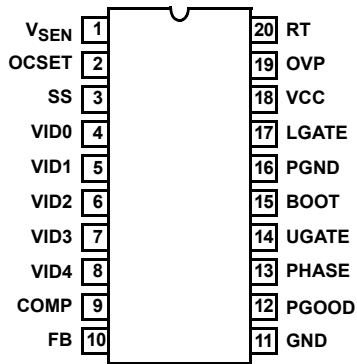 VSEN 1 20 RT
OCSET 2 19 OVP
SS 3 18 VCC
VID0 4 17 LGATE
VID1 5 16 PGND
VID2 6 15 BOOT
VID3 7 14 UGATE
VID4 8 13 PHASE
COMP 9 12 PGOOD
FB 10 11 GND